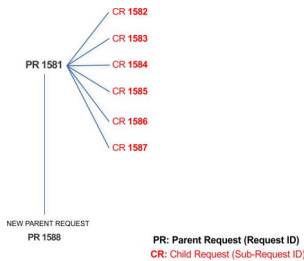 CR 1582
CR 1583
PR 1581
CR 1584
CR 1585
CR 1586
CR 1587
NEW PARENT REQUEST
PR 1588
PR: Parent Request (Request ID)
CR: Child Request (Sub-Request ID)